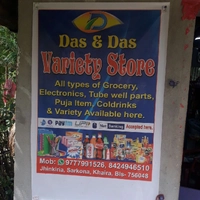 Das & Das
Variety Store
All types of Grocery,
Electronics, Tube well parts,
Puja Item, Coldrinks
& Variety Available here.
Accepted here.
Mob: 9777991526, 8424946510
Jhinkiria, Sarkona, Khaira, Bls- 756048